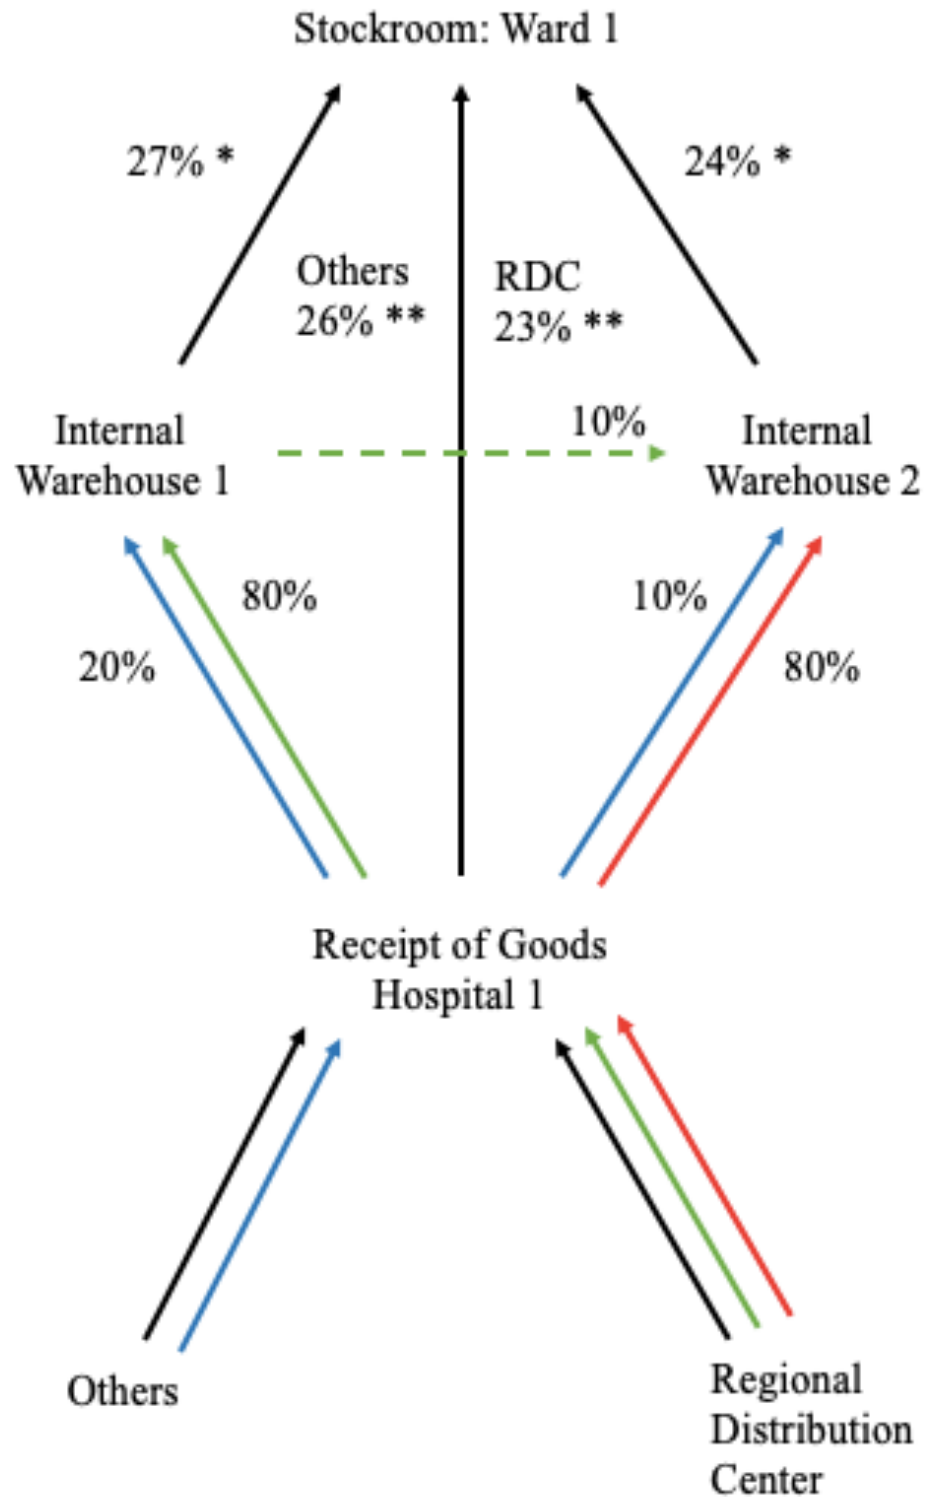 Stockroom: Ward 1
27% *
24% *
Others
26% **
RDC
23% **
10%
Internal
Warehouse 1
Internal
Warehouse 2
80%
10%
20%
80%
Receipt of Goods
Hospital 1
Others
Regional
Distribution
Center